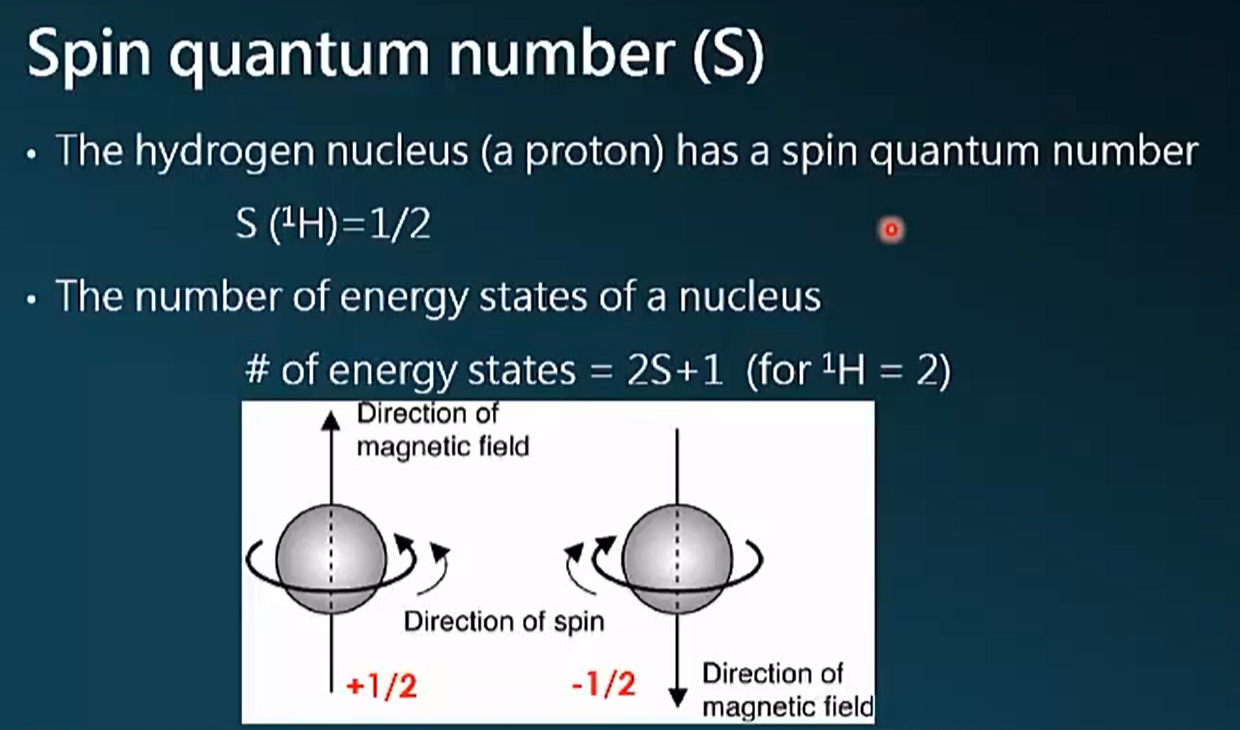 Spin quantum number (S)
• The hydrogen nucleus (a proton) has a spin quantum number
S (¹H)=1/2
• The number of energy states of a nucleus
# of energy states = 2S+1 (for ¹H = 2)
Direction of
magnetic field
Direction of spin
+1/2
-1/2
Direction of
magnetic field